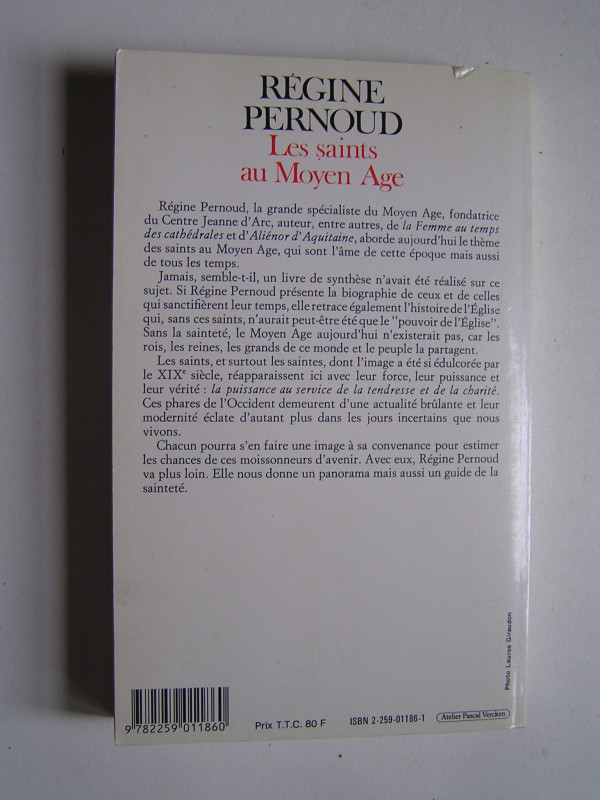 RÉGINE
PERNOUD
Les saints
au Moyen Age
Régine Pernoud, la grande spécialiste du Moyen Age, fondatrice
du Centre Jeanne d'Arc, auteur, entre autres, de la Femme au temps
des cathédrales et d'Aliénor d'Aquitaine, aborde aujourd'hui le thème
des saints au Moyen Age, qui sont l'âme de cette époque mais aussi
de tous les temps.
Jamais, semble-t-il, un livre de synthèse n'avait été réalisé sur ce
sujet. Si Régine Pernoud présente la biographie de ceux et de celles
qui sanctifièrent leur temps, elle retrace également l'histoire de l'Église
qui, sans ces saints, n'aurait peut-être été que le "pouvoir de l'Église".
Sans la sainteté, le Moyen Age aujourd'hui n'existerait pas, car les
rois, les reines, les grands de ce monde et le peuple la partagent.
Les saints, et surtout les saintes, dont l'image a été si édulcorée par
le XIXe siècle, réapparaissent ici avec leur force, leur puissance et
leur vérité : la puissance au service de la tendresse et de la charité.
Ces phares de l'Occident demeurent d'une actualité brûlante et leur
modernité éclate d'autant plus dans les jours incertains que nous
vivons.
Chacun pourra s'en faire une image à sa convenance pour estimer
les chances de ces moissonneurs d'avenir. Avec eux, Régine Pernoud
va plus loin. Elle nous donne un panorama mais aussi un guide de la
sainteté.
Photo Lauros Giraudon
9 782259 011860
Prix T.T.C. 80 F
ISBN 2-259-01186-1
Atelier Pascal Vercken